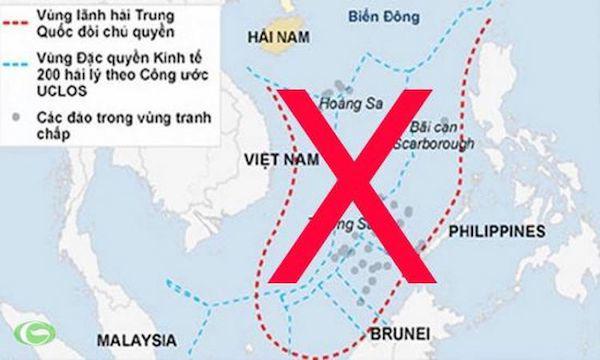 Vùng lãnh hải Trung
Quốc đòi chủ quyền
Vùng Đặc quyền Kinh tế
200 hải lý theo Công ước
UCLOS
Các đảo trong vùng tranh
chấp
Biển Đông
HẢI NAM
Hoàng Sa
Bãi cạn
Scarborough
VIỆT NAM
Sa
PHILIPPINES
MALAYSIA
BRUNEI